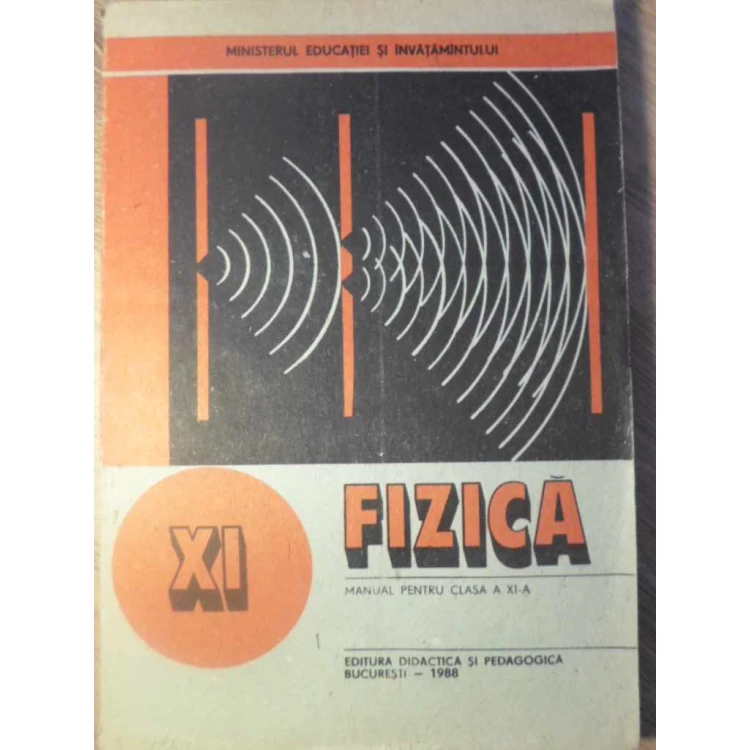 MINISTERUL EDUCAȚIEI ȘI ÎNVĂȚĂMÎNTULUI
XI
FIZICĂ
MANUAL PENTRU CLASA A XI-A
EDITURA DIDACTICĂ ȘI PEDAGOGICĂ
BUCUREȘTI – 1988